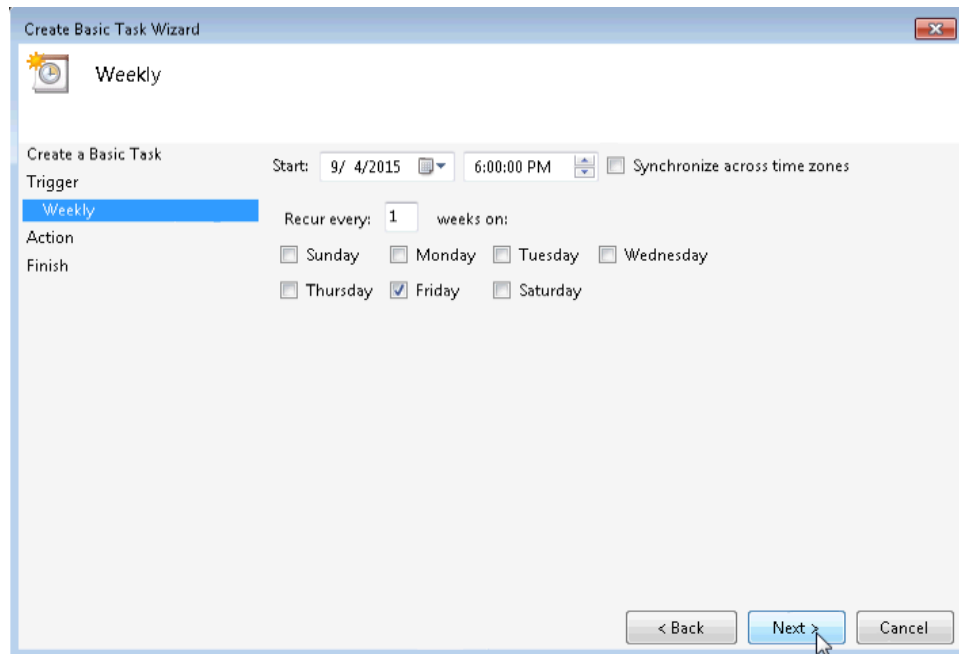 Create Basic Task Wizard
Weekly
Create a Basic Task
Trigger
Weekly
Action
Finish
Start: 9/ 4/2015 6:00:00 PM Synchronize across time zones
Recur every: 1 weeks on:
Sunday Monday Tuesday Wednesday
Thursday Friday Saturday
< Back Next > Cancel